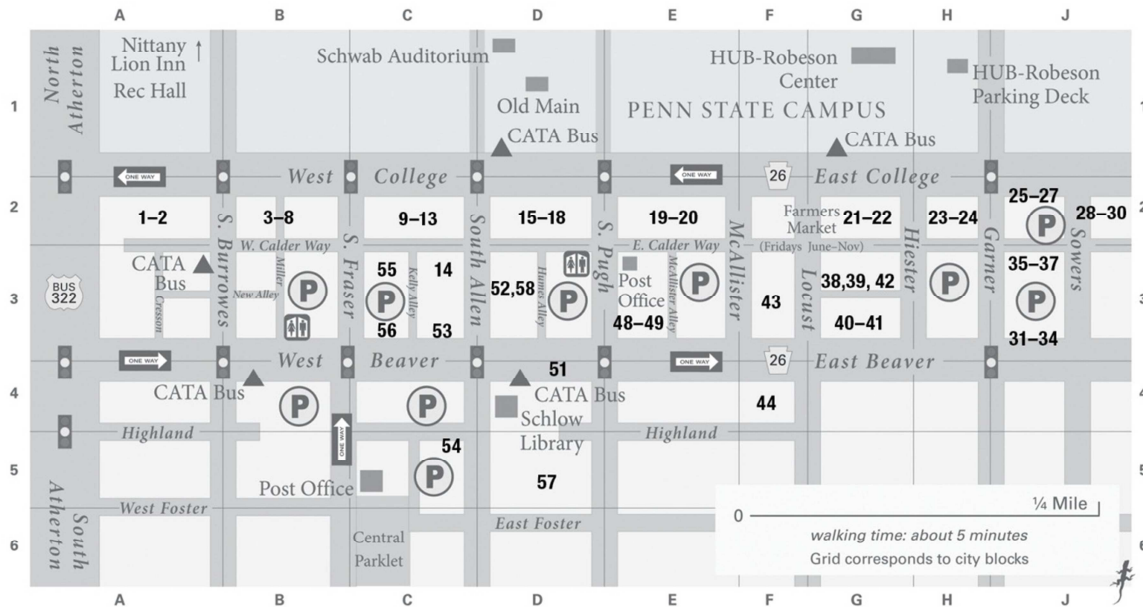 A B C D E F G H J
North Atherton
Nittany
Lion Inn
Rec Hall
Schwab Auditorium
Old Main
HUB-Robeson
Center
HUB-Robeson
Parking Deck
1 1
PENN STATE CAMPUS
CATA Bus
CATA Bus
ONE WAY
West College
ONE WAY
26
East College
2 2
1–2
3–8
9–13
15–18
19–20
Farmers
Market
(Fridays June–Nov)
21–22
23–24
25–27
P
28–30
W. Calder Way
E. Calder Way
S. Burrowes
S. Fraser
South Allen
S. Pugh
McAllister
Locust
Hiester
Garner
Sowers
BUS
322
3 3
CATA
Bus
Cresson
Miller
New Alley
P
55
14
P
Kelly Alley
56
53
52,58
Humes Alley
P
Post
Office
48–49
McAllister Alley
P
43
38,39, 42
40–41
P
35–37
P
31–34
ONE WAY
West Beaver
ONE WAY
26
East Beaver
4 4
CATA Bus
P
ONE WAY
P
51
CATA Bus
Schlow
Library
44
Highland
Highland
54
5 5
Post Office
P
57
West Foster
East Foster
Central
Parklet
South Atherton
6 6
0 ¼ Mile
walking time: about 5 minutes
Grid corresponds to city blocks
A B C D E F G H J